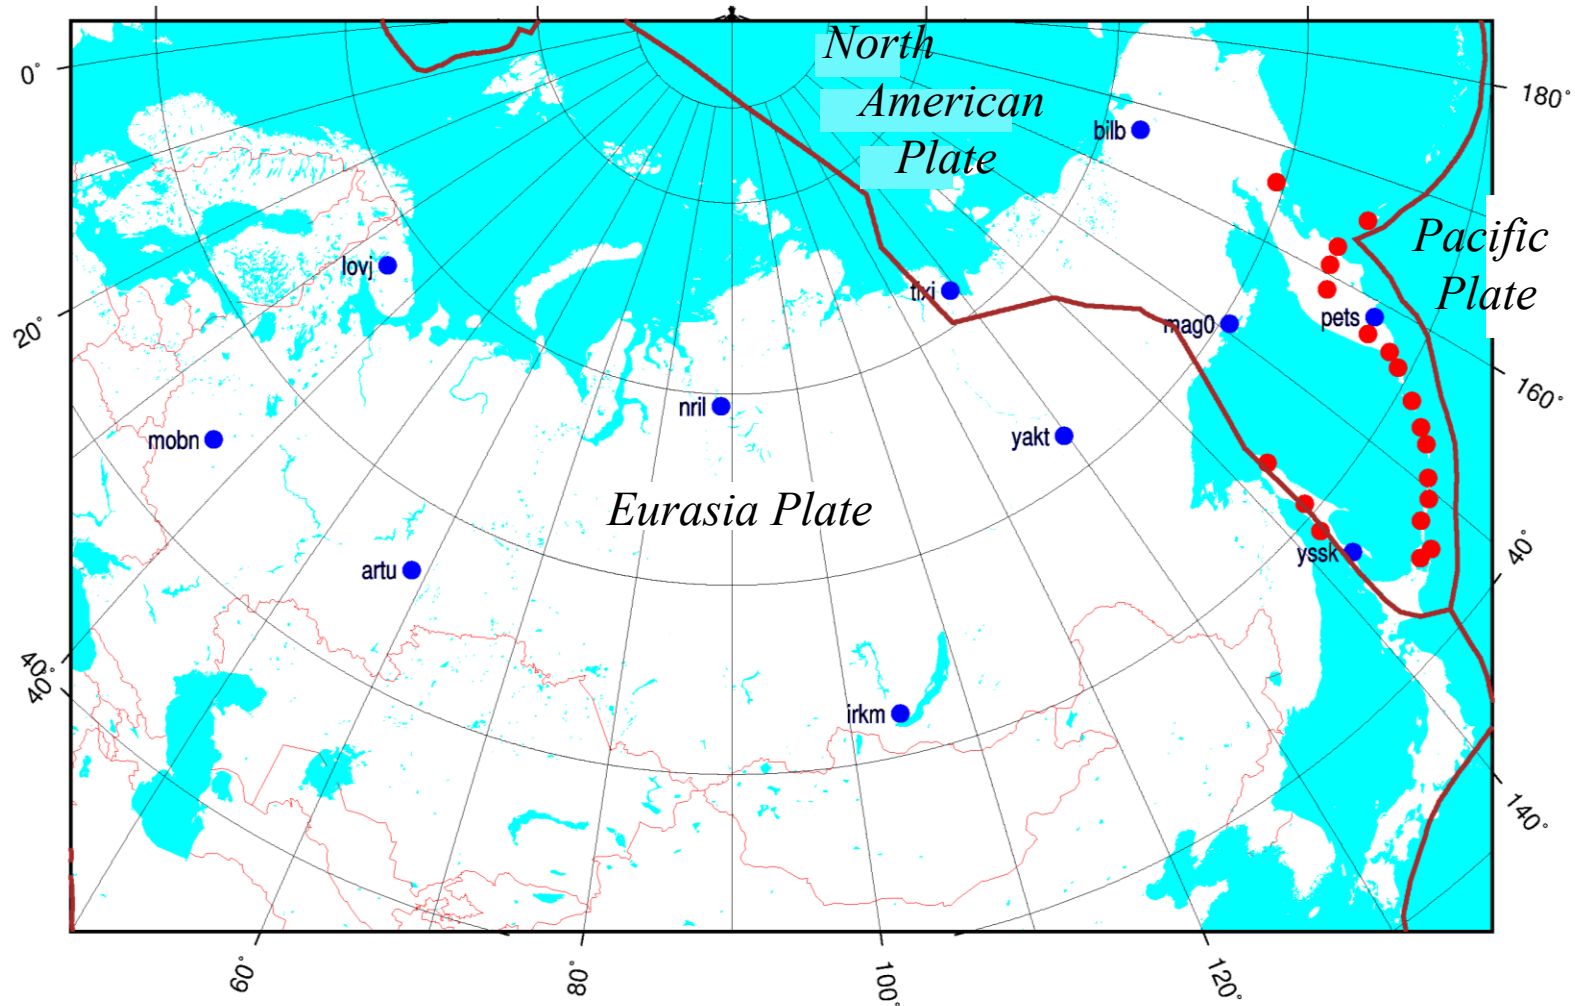 North
American
Plate
0°
180°
bilb
Pacific
Plate
lovj
tixi
20°
mag0
pets
160°
nril
mobn
yakt
Eurasia Plate
yssk
40°
artu
40°
40°
irkm
140°
60°
80°
100°
120°